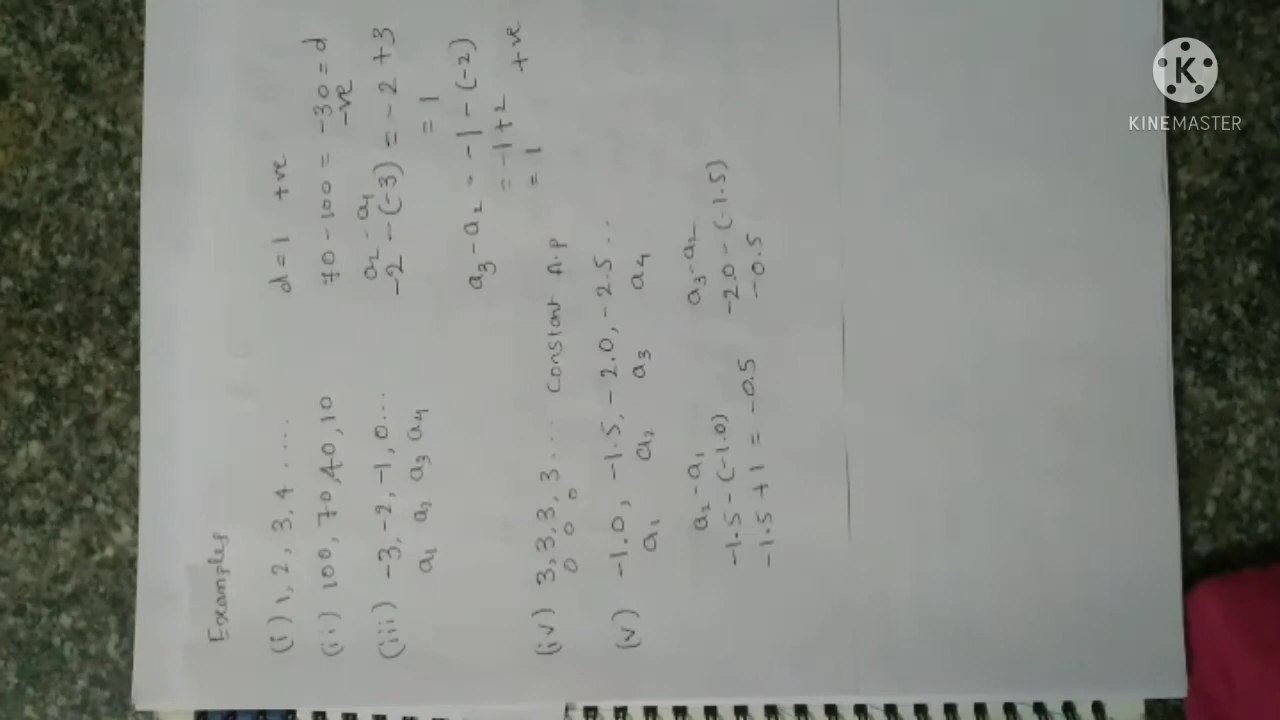 Examples
(i) 1, 2, 3, 4 ..... d = 1 +ve
(ii) 100, 70, 40, 10 70 - 100 = -30 = d
-ve
a2 - a1
(iii) -3, -2, -1, 0... -2 - (-3) = -2 + 3
a1 a2 a3 a4 = 1
a3 - a2 = -1 - (-2)
= -1 + 2 +ve
= 1
(iv) 3, 3, 3, 3 .... constant A.P
0 0 0 0
(v) -1.0, -1.5, -2.0, -2.5 ...
a1 a2 a3 a4
a2 - a1 a3 - a2
-1.5 - (-1.0) -2.0 - (-1.5)
-1.5 + 1 = -0.5 -0.5
K
KINEMASTER